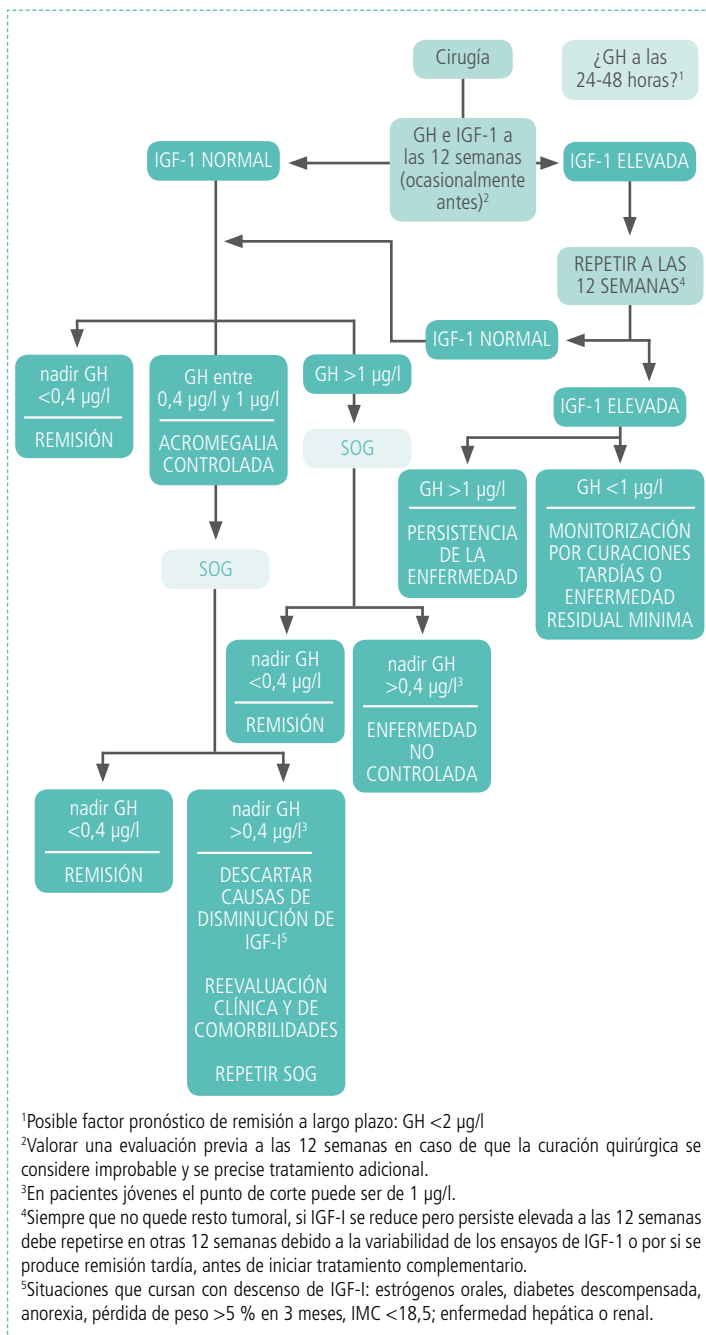 Cirugía
¿GH a las
24-48 horas?¹
GH e IGF-1 a
las 12 semanas
(ocasionalmente
antes)²
IGF-1 NORMAL
IGF-1 ELEVADA
REPETIR A LAS
12 SEMANAS⁴
IGF-1 NORMAL
IGF-1 ELEVADA
nadir GH
<0,4 µg/l
REMISIÓN
GH entre
0,4 µg/l y 1 µg/l
ACROMEGALIA
CONTROLADA
GH >1 µg/l
SOG
GH >1 µg/l
PERSISTENCIA
DE LA
ENFERMEDAD
GH <1 µg/l
MONITORIZACIÓN
POR CURACIONES
TARDÍAS O
ENFERMEDAD
RESIDUAL MINIMA
SOG
nadir GH
<0,4 µg/l
REMISIÓN
nadir GH
>0,4 µg/l³
ENFERMEDAD
NO
CONTROLADA
nadir GH
<0,4 µg/l
REMISIÓN
nadir GH
>0,4 µg/l³
DESCARTAR
CAUSAS DE
DISMINUCIÓN DE
IGF-I⁵
REEVALUACIÓN
CLÍNICA Y DE
COMORBILIDADES
REPETIR SOG
¹Posible factor pronóstico de remisión a largo plazo: GH <2 µg/l
²Valorar una evaluación previa a las 12 semanas en caso de que la curación quirúrgica se
considere improbable y se precise tratamiento adicional.
³En pacientes jóvenes el punto de corte puede ser de 1 µg/l.
⁴Siempre que no quede resto tumoral, si IGF-I se reduce pero persiste elevada a las 12 semanas
debe repetirse en otras 12 semanas debido a la variabilidad de los ensayos de IGF-1 o por si se
produce remisión tardía, antes de iniciar tratamiento complementario.
⁵Situaciones que cursan con descenso de IGF-I: estrógenos orales, diabetes descompensada,
anorexia, pérdida de peso >5 % en 3 meses, IMC <18,5; enfermedad hepática o renal.